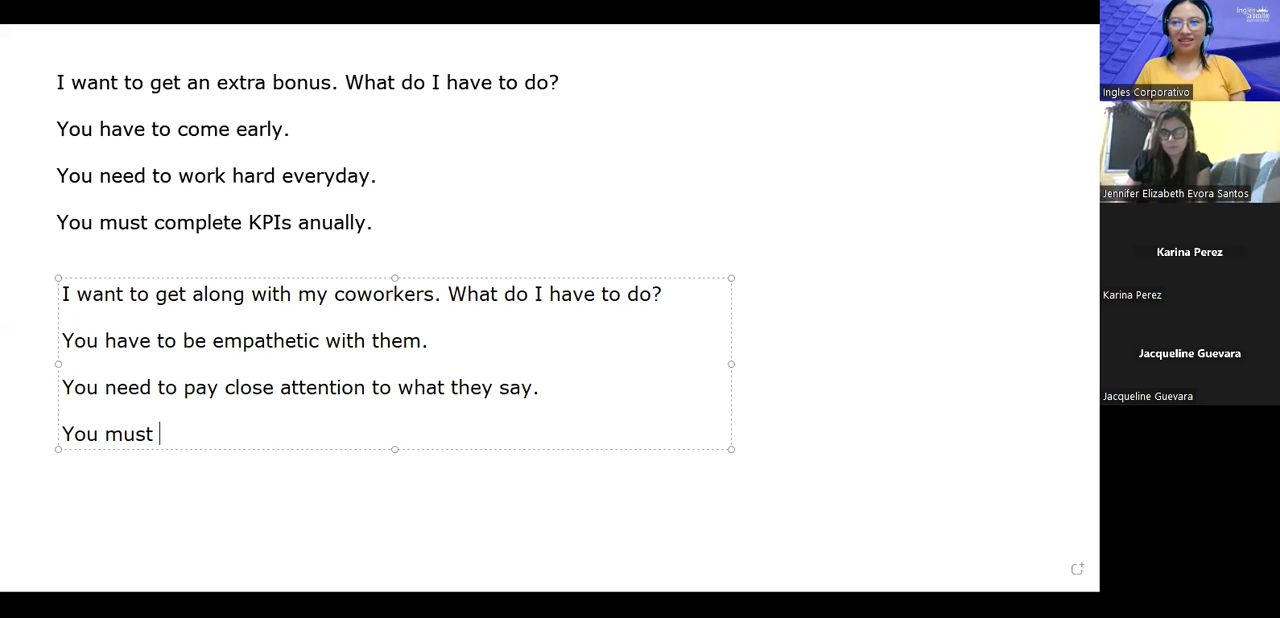 I want to get an extra bonus. What do I have to do?
You have to come early.
You need to work hard everyday.
You must complete KPIs anually.
I want to get along with my coworkers. What do I have to do?
You have to be empathetic with them.
You need to pay close attention to what they say.
You must
Ingles Corporativo
Jennifer Elizabeth Evora Santos
Karina Perez
Karina Perez
Jacqueline Guevara
Jacqueline Guevara